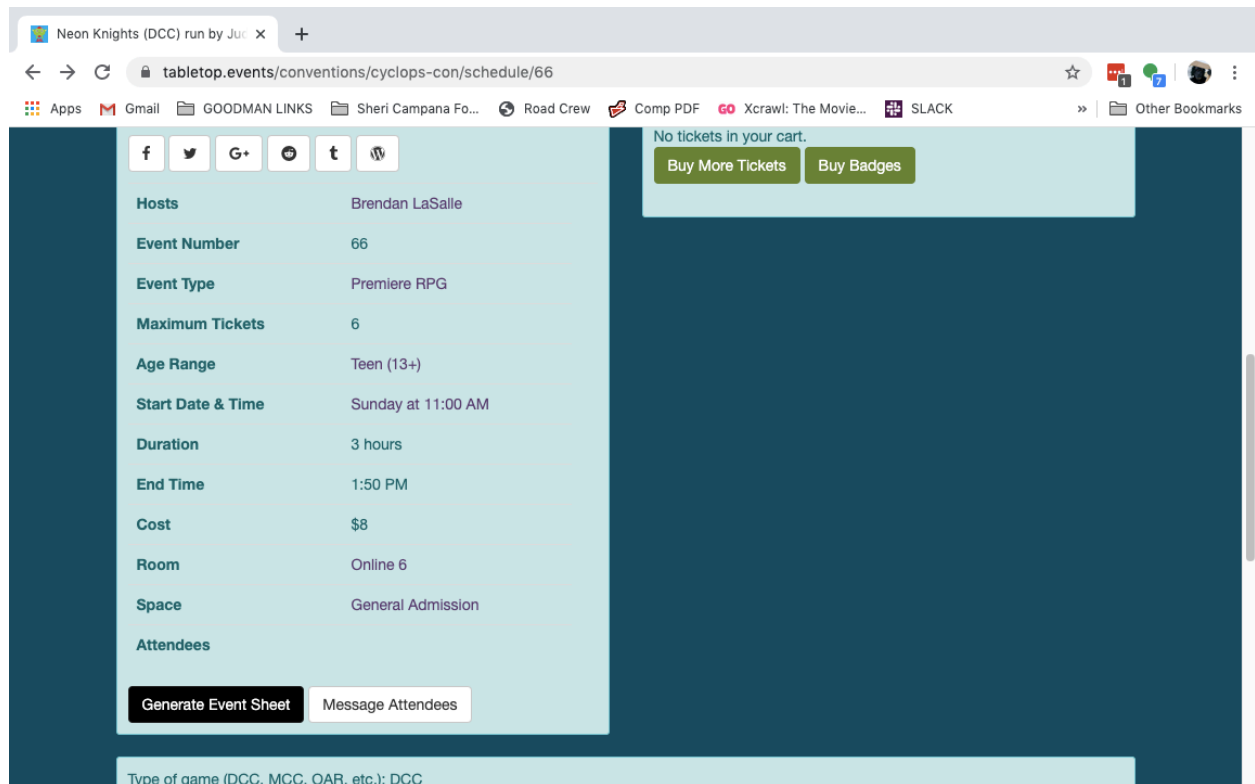 Neon Knights (DCC) run by Juc
tabletop.events/conventions/cyclops-con/schedule/66
1
7
Apps Gmail GOODMAN LINKS Sheri Campana Fo... Road Crew Comp PDF GO Xcrawl: The Movie... SLACK » Other Bookmarks
No tickets in your cart.
Buy More Tickets Buy Badges
f G+ t
Hosts Brendan LaSalle
Event Number 66
Event Type Premiere RPG
Maximum Tickets 6
Age Range Teen (13+)
Start Date & Time Sunday at 11:00 AM
Duration 3 hours
End Time 1:50 PM
Cost $8
Room Online 6
Space General Admission
Attendees
Generate Event Sheet Message Attendees
Type of game (DCC, MCC, OAR, etc.): DCC